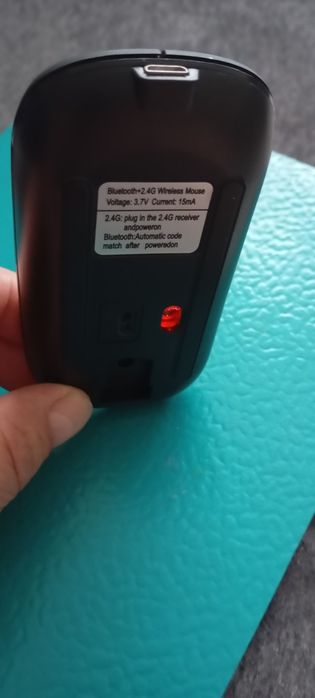 Bluetooth+2.4G Wireless Mouse
Voltage: 3.7V Current: 15mA
2.4G: plug in the 2.4G receiver
andpoweron
Bluetooth:Automatic code
match after poweredon